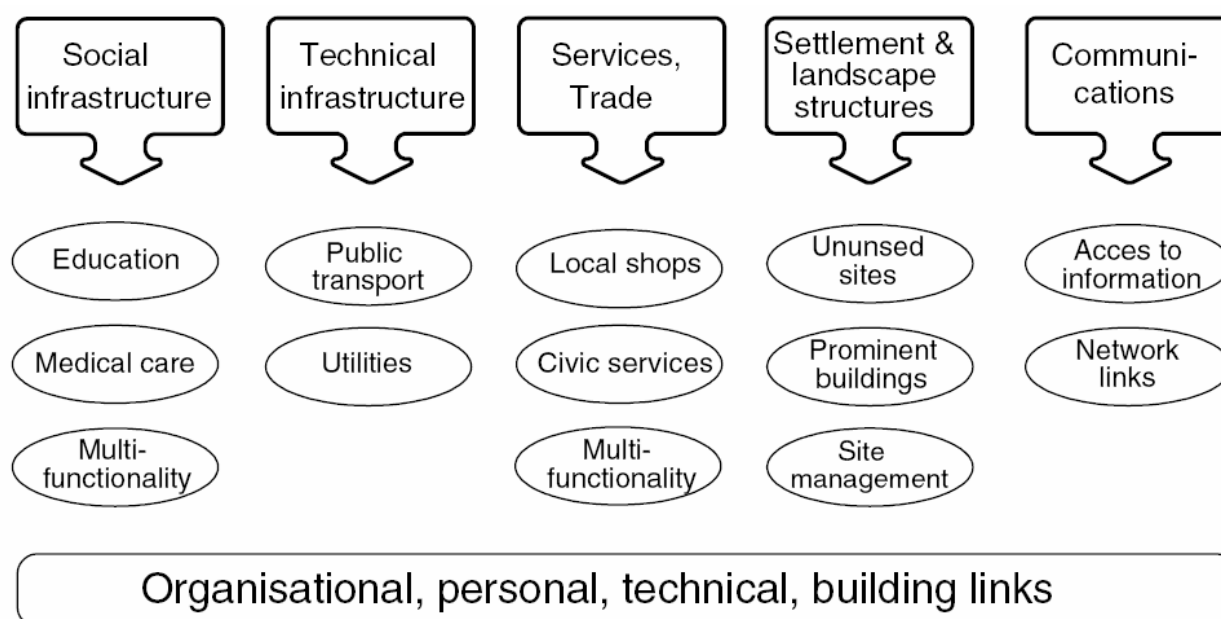 Social
infrastructure
Technical
infrastructure
Services,
Trade
Settlement &
landscape
structures
Communi-
cations
Education
Public
transport
Local shops
Ununsed
sites
Acces to
information
Medical care
Utilities
Civic services
Prominent
buildings
Network
links
Multi-
functionality
Multi-
functionality
Site
management
Organisational, personal, technical, building links